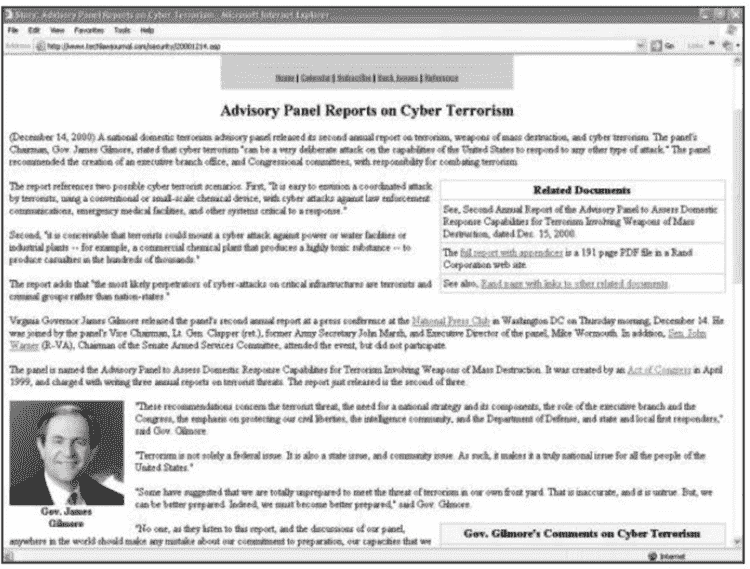 Story: Advisory Panel Reports on Cyber Terrorism - Microsoft Internet Explorer
File Edit View Favorites Tools Help
Address http://www.techlawjournal.com/security/20001214.asp Go Links
Home | Calendar | Subscribe | Back Issues | Reference
Advisory Panel Reports on Cyber Terrorism
(December 14, 2000) A national domestic terrorism advisory panel released its second annual report on terrorism, weapons of mass destruction, and cyber terrorism. The panel's
Chairman, Gov. James Gilmore, stated that cyber terrorism "can be a very deliberate attack on the capabilities of the United States to respond to any other type of attack." The panel
recommended the creation of an executive branch office, and Congressional committees, with responsibility for combating terrorism.
The report references two possible cyber terrorist scenarios. First, "It is easy to envision a coordinated attack
by terrorists, using a conventional or small-scale chemical device, with cyber attacks against law enforcement
communications, emergency medical facilities, and other systems critical to a response."
Second, "it is conceivable that terrorists could mount a cyber attack against power or water facilities or
industrial plants -- for example, a commercial chemical plant that produces a highly toxic substance -- to
produce casualties in the hundreds of thousands."
The report adds that "the most likely perpetrators of cyber-attacks on critical infrastructures are terrorists and
criminal groups rather than nation-states."
Related Documents
See, Second Annual Report of the Advisory Panel to Assess Domestic
Response Capabilities for Terrorism Involving Weapons of Mass
Destruction, dated Dec. 15, 2000.
The full report with appendices is a 191 page PDF file in a Rand
Corporation web site.
See also, Rand page with links to other related documents.
Virginia Governor James Gilmore released the panel's second annual report at a press conference at the National Press Club in Washington DC on Thursday morning, December 14. He
was joined by the panel's Vice Chairman, Lt. Gen. Clapper (ret.), former Army Secretary John Marsh, and Executive Director of the panel, Mike Wormouth. In addition, Sen. John
Warner (R-VA), Chairman of the Senate Armed Services Committee, attended the event, but did not participate.
The panel is named the Advisory Panel to Assess Domestic Response Capabilities for Terrorism Involving Weapons of Mass Destruction. It was created by an Act of Congress in April
1999, and charged with writing three annual reports on terrorist threats. The report just released is the second of three.
"These recommendations concern the terrorist threat, the need for a national strategy and its components, the role of the executive branch and the
Congress, the emphasis on protecting our civil liberties, the intelligence community, and the Department of Defense, and state and local first responders,"
said Gov. Gilmore.
"Terrorism is not solely a federal issue. It is also a state issue, and community issue. As such, it makes it a truly national issue for all the people of the
United States."
"Some have suggested that we are totally unprepared to meet the threat of terrorism in our own front yard. That is inaccurate, and it is untrue. But, we
can be better prepared. Indeed, we must become better prepared," said Gov. Gilmore.
Gov. James
Gilmore
"No one, as they listen to this report, and the discussions of our panel,
anywhere in the world should make any mistake about our commitment to preparation, our capacities that we
Gov. Gilmore's Comments on Cyber Terrorism
Internet